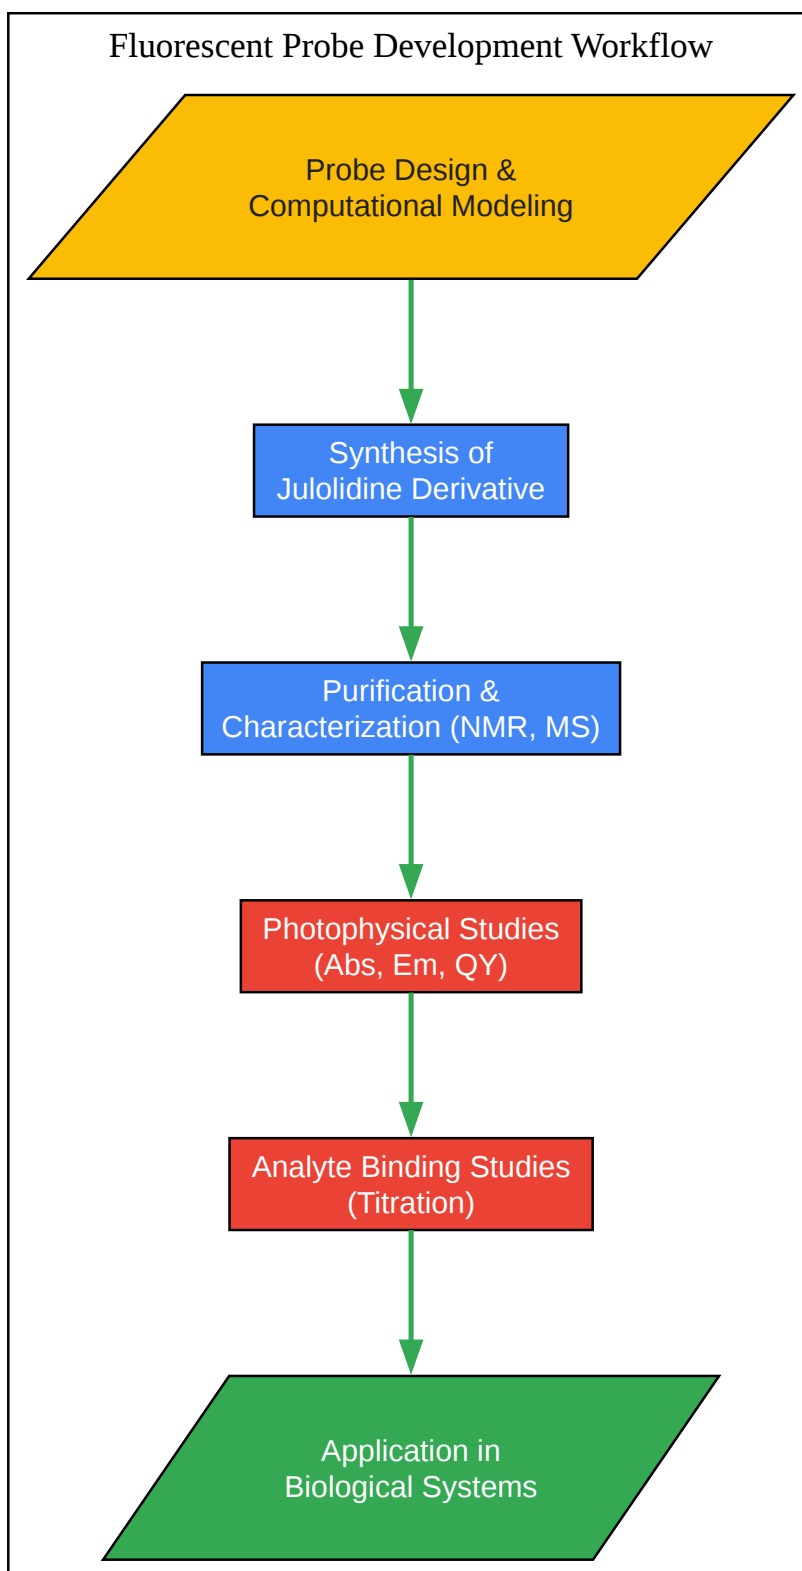 Fluorescent Probe Development Workflow
Probe Design &
Computational Modeling
Synthesis of
Julolidine Derivative
Purification &
Characterization (NMR, MS)
Photophysical Studies
(Abs, Em, QY)
Analyte Binding Studies
(Titration)
Application in
Biological Systems